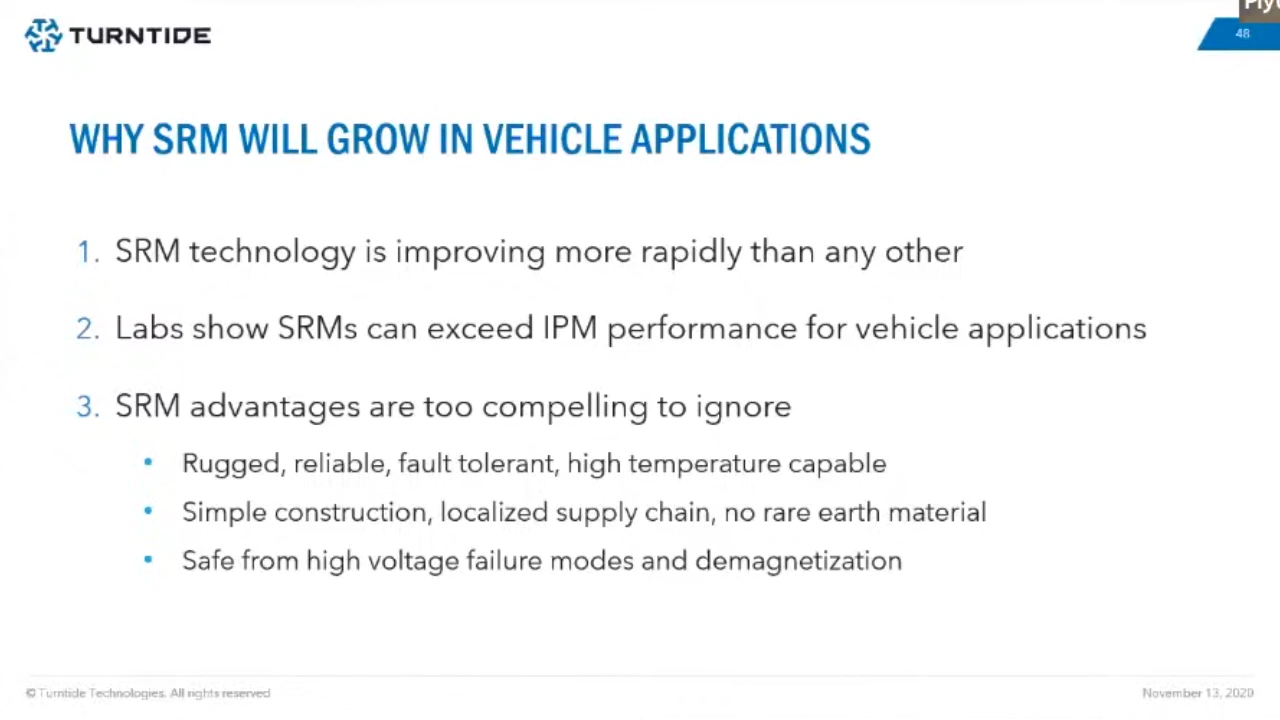 TURNTIDE
48
WHY SRM WILL GROW IN VEHICLE APPLICATIONS
1. SRM technology is improving more rapidly than any other
2. Labs show SRMs can exceed IPM performance for vehicle applications
3. SRM advantages are too compelling to ignore
• Rugged, reliable, fault tolerant, high temperature capable
• Simple construction, localized supply chain, no rare earth material
• Safe from high voltage failure modes and demagnetization
© Turntide Technologies. All rights reserved
November 13, 2020